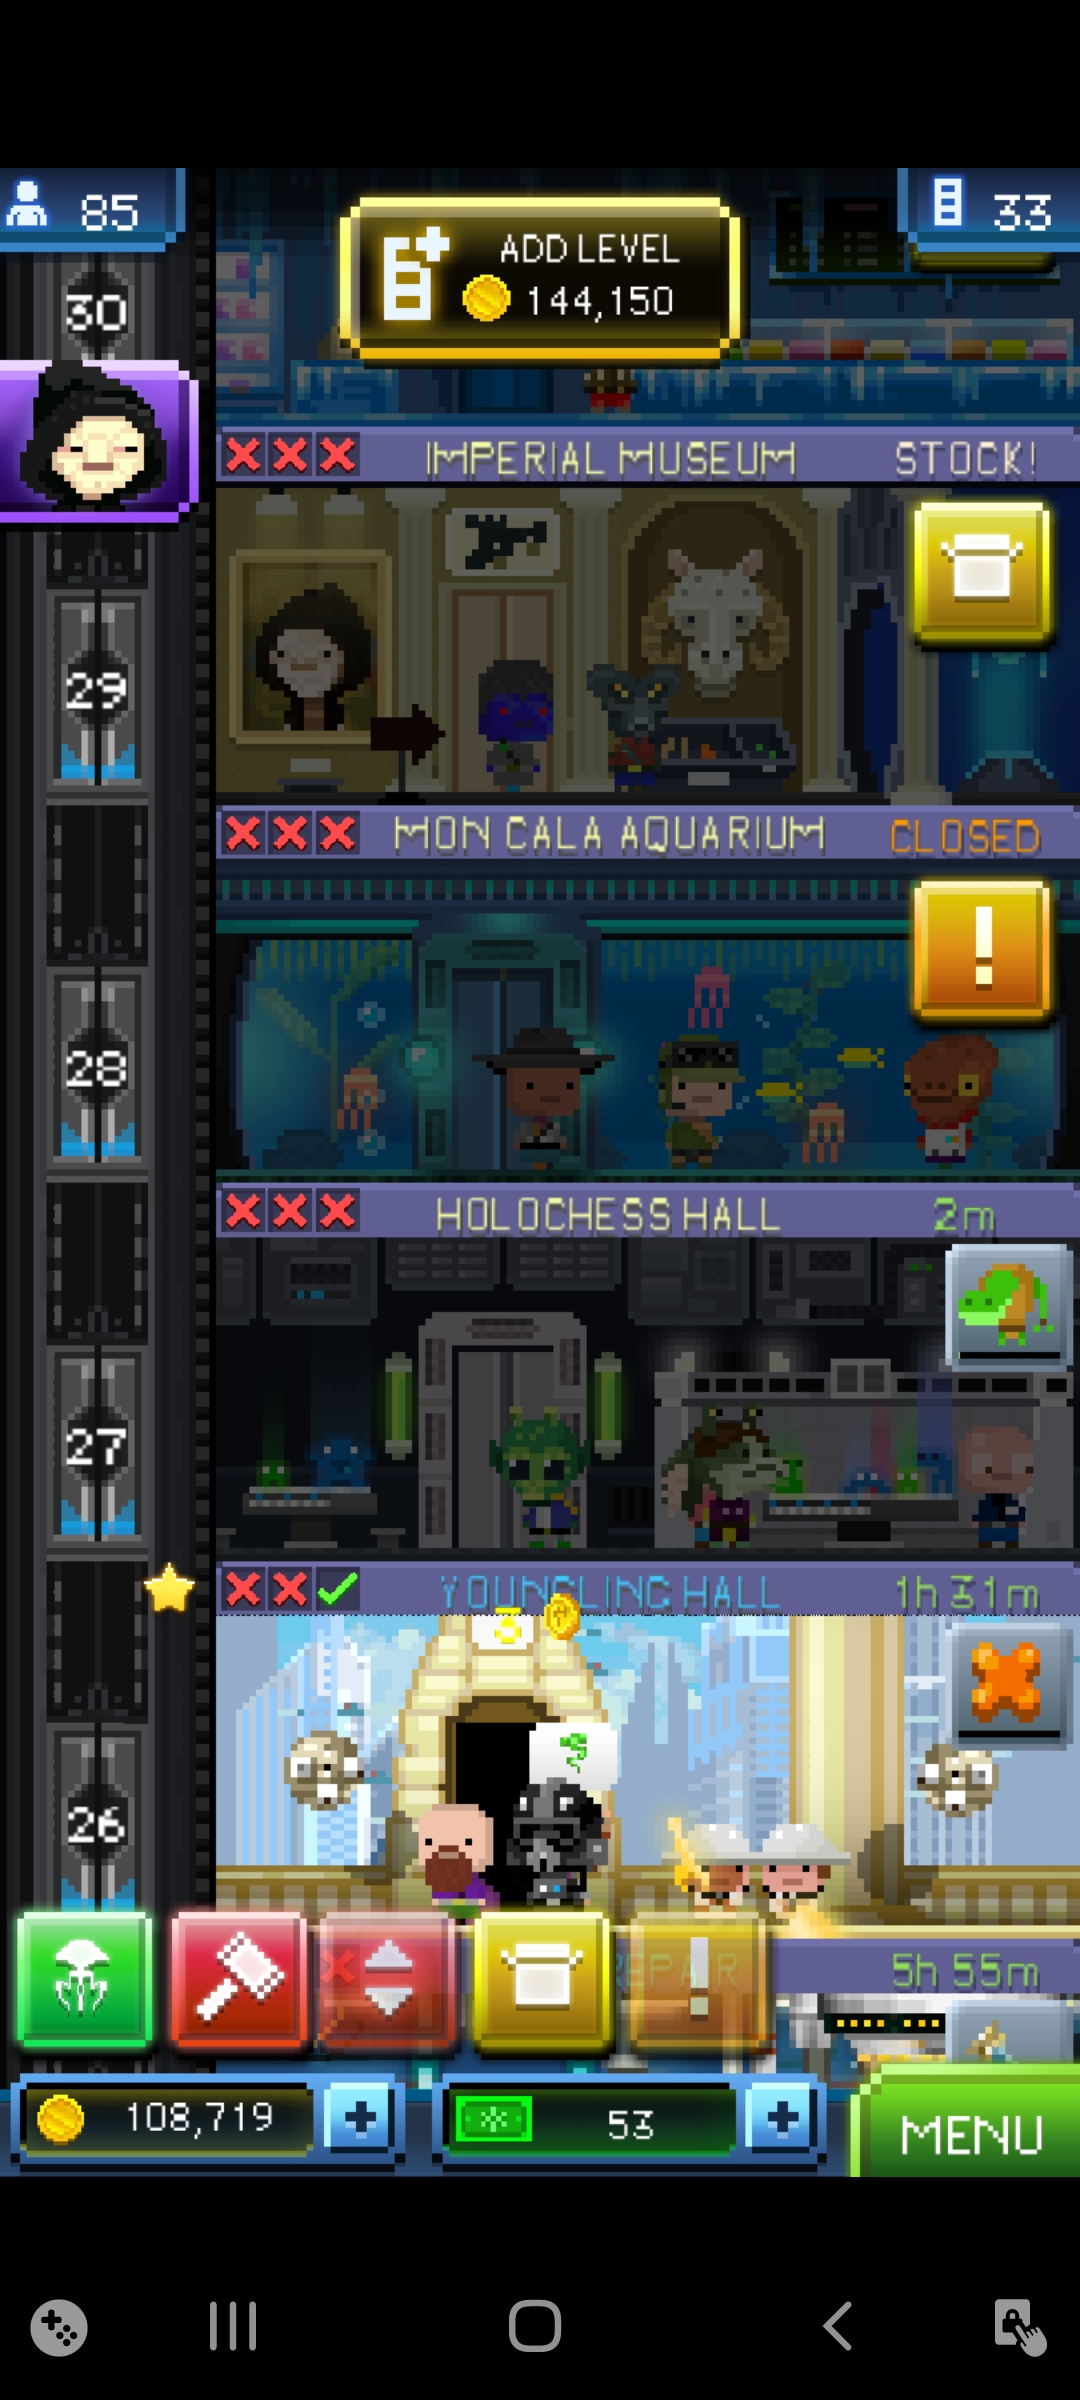 85
33
ADD LEVEL
144,150
30
IMPERIAL MUSEUM STOCK!
29
MON CALA AQUARIUM CLOSED
28
HOLOCHESS HALL 2m
27
YOUNGLING HALL 1h 31m
26
REPAIR 5h 55m
108,719
53
MENU